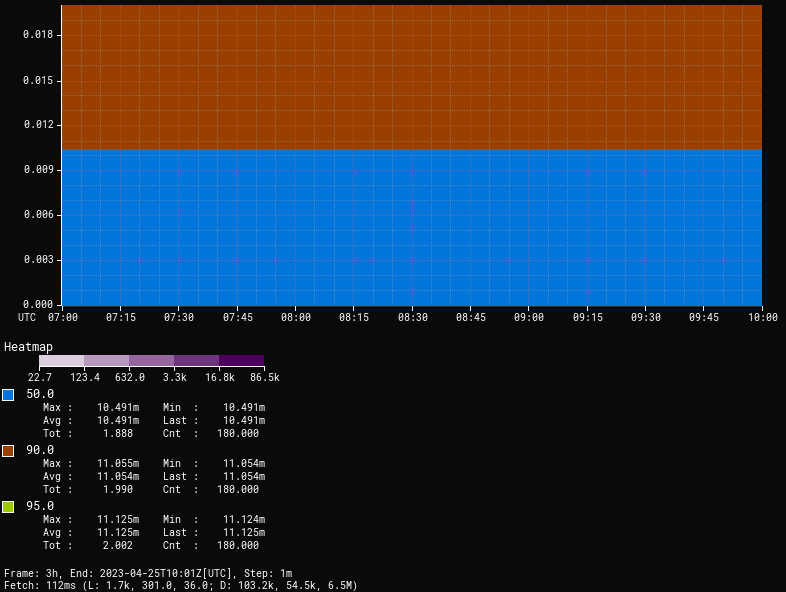 0.018
0.015
0.012
0.009
0.006
0.003
0.000
UTC 07:00 07:15 07:30 07:45 08:00 08:15 08:30 08:45 09:00 09:15 09:30 09:45 10:00
Heatmap
22.7 123.4 632.0 3.3k 16.8k 86.5k
50.0
Max : 10.491m Min : 10.491m
Avg : 10.491m Last : 10.491m
Tot : 1.888 Cnt : 180.000
90.0
Max : 11.055m Min : 11.054m
Avg : 11.054m Last : 11.054m
Tot : 1.990 Cnt : 180.000
95.0
Max : 11.125m Min : 11.124m
Avg : 11.125m Last : 11.125m
Tot : 2.002 Cnt : 180.000
Frame: 3h, End: 2023-04-25T10:01Z[UTC], Step: 1m
Fetch: 112ms (L: 1.7k, 301.0, 36.0; D: 103.2k, 54.5k, 6.5M)